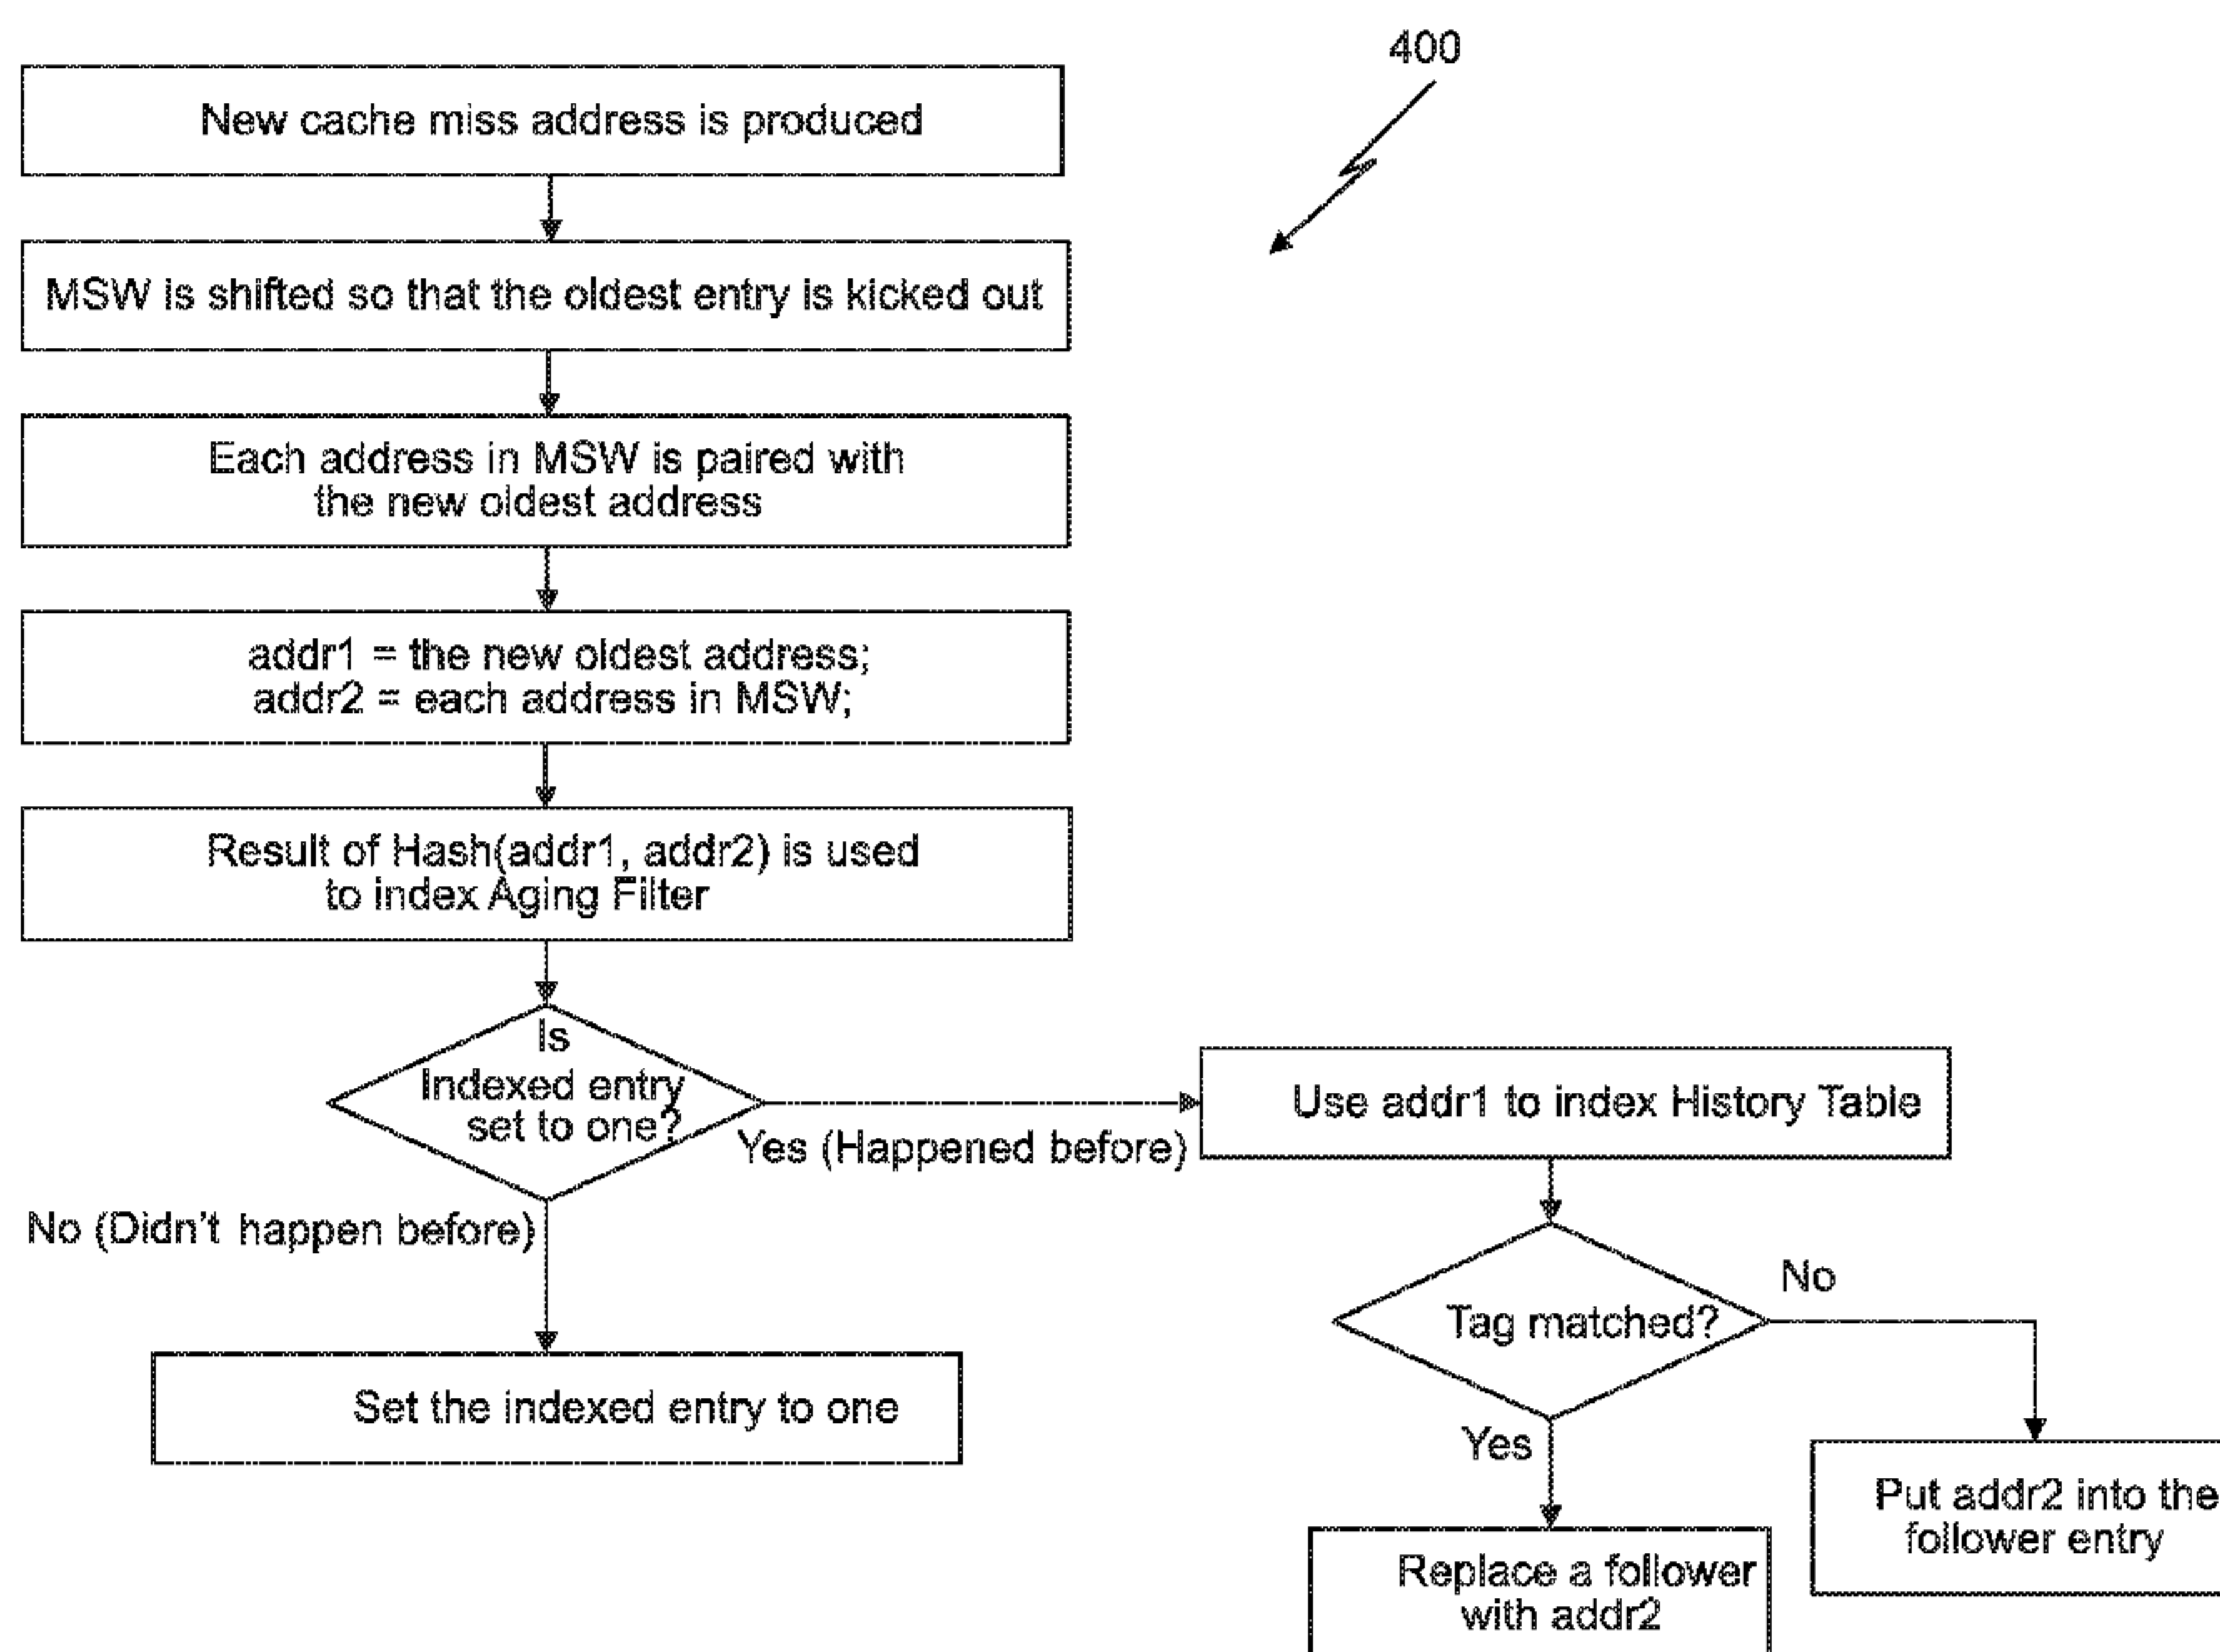 400
New cache miss address is produced
MSW is shifted so that the oldest entry is kicked out
Each address in MSW is paired with
the new oldest address
addr1 = the new oldest address;
addr2 = each address in MSW;
Result of Hash(addr1, addr2) is used
to index Aging Filter
Is
Indexed entry
set to one?
Yes (Happened before)
Use addr1 to index History Table
No (Didn't happen before)
Set the indexed entry to one
Tag matched?
No
Yes
Put addr2 into the
follower entry
Replace a follower
with addr2